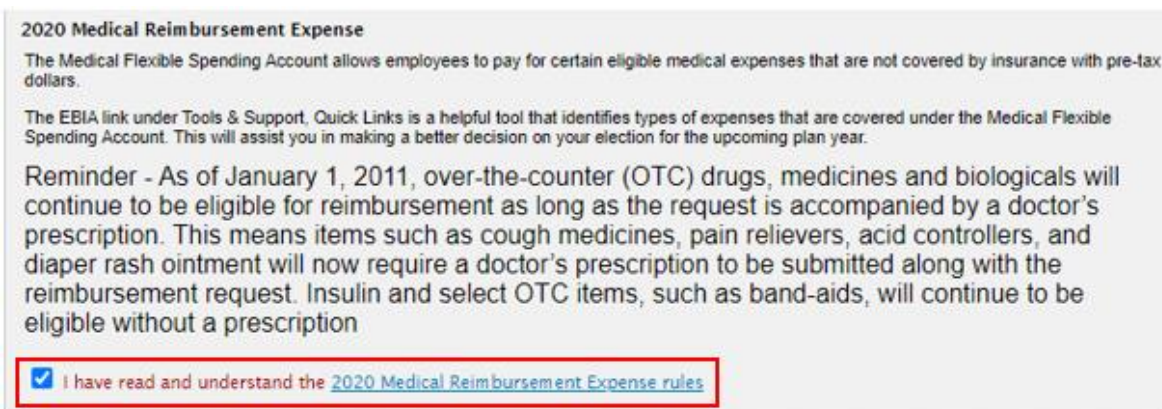 2020 Medical Reimbursement Expense
The Medical Flexible Spending Account allows employees to pay for certain eligible medical expenses that are not covered by insurance with pre-tax
dollars.
The EBIA link under Tools & Support, Quick Links is a helpful tool that identifies types of expenses that are covered under the Medical Flexible
Spending Account. This will assist you in making a better decision on your election for the upcoming plan year.
Reminder - As of January 1, 2011, over-the-counter (OTC) drugs, medicines and biologicals will
continue to be eligible for reimbursement as long as the request is accompanied by a doctor's
prescription. This means items such as cough medicines, pain relievers, acid controllers, and
diaper rash ointment will now require a doctor's prescription to be submitted along with the
reimbursement request. Insulin and select OTC items, such as band-aids, will continue to be
eligible without a prescription
I have read and understand the 2020 Medical Reimbursement Expense rules